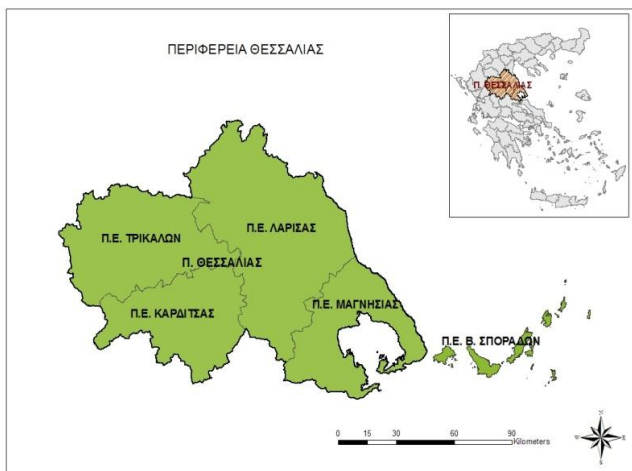 ΠΕΡΙΦΕΡΕΙΑ ΘΕΣΣΑΛΙΑΣ
Π. ΘΕΣΣΑΛΙΑΣ
Π.Ε. ΛΑΡΙΣΑΣ
Π.Ε. ΤΡΙΚΑΛΩΝ
Π. ΘΕΣΣΑΛΙΑΣ
Π.Ε. ΜΑΓΝΗΣΙΑΣ
Π.Ε. ΚΑΡΔΙΤΣΑΣ
Π.Ε. Β. ΣΠΟΡΑΔΩΝ
0 15 30 60 90
Kilometers
N
W E
S